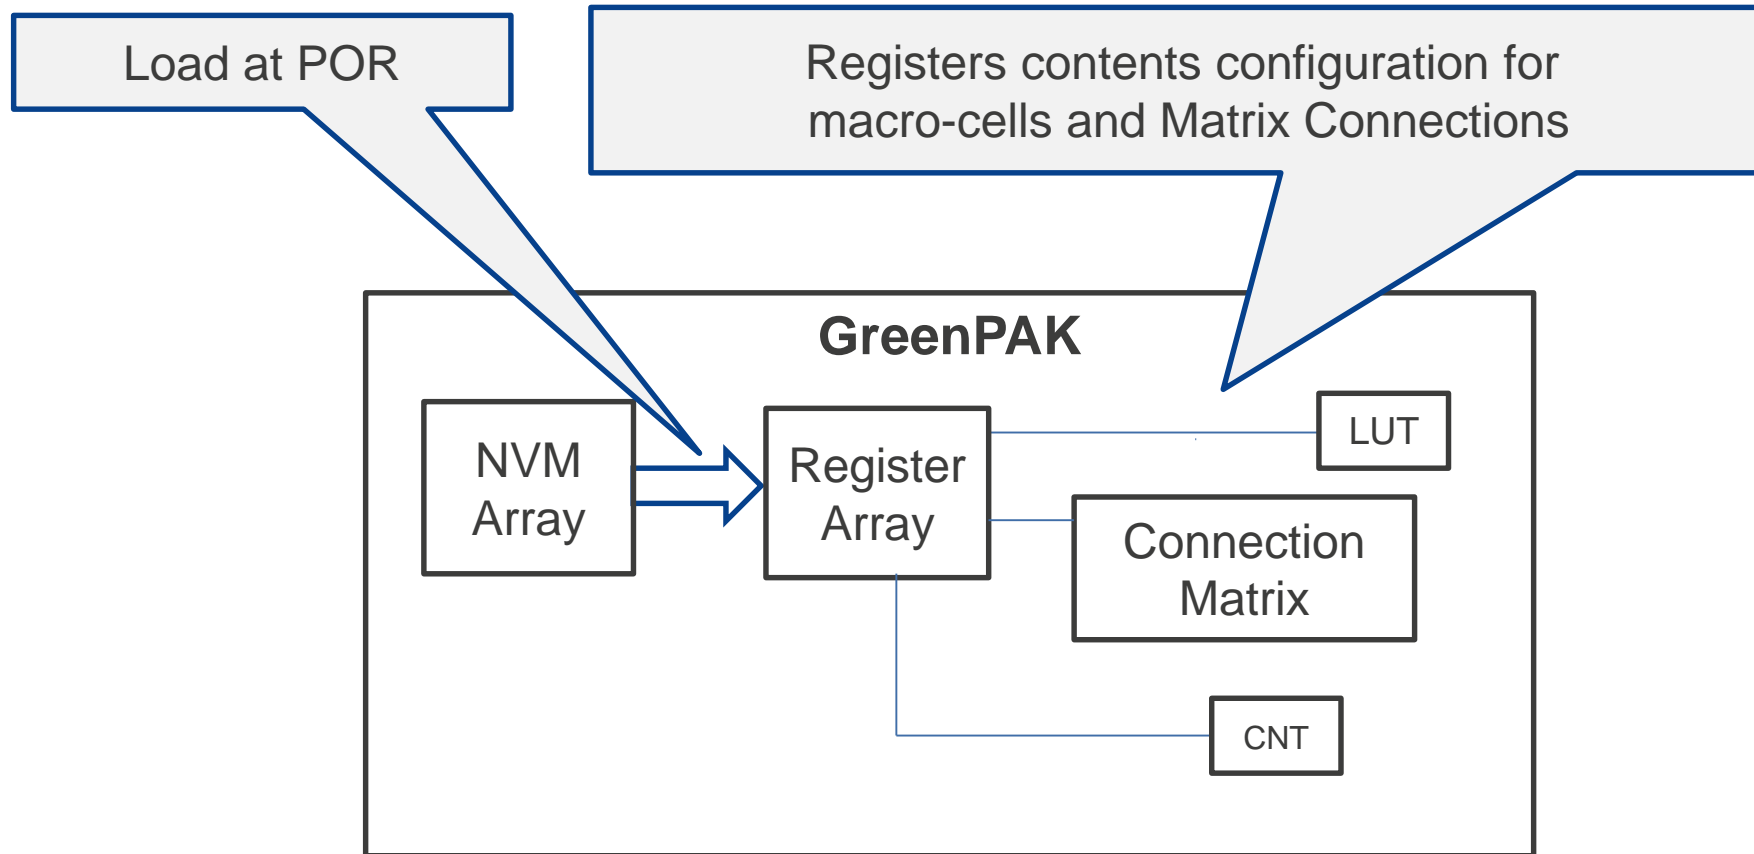 Load at POR
Registers contents configuration for
macro-cells and Matrix Connections
GreenPAK
NVM
Array
Register
Array
LUT
Connection
Matrix
CNT